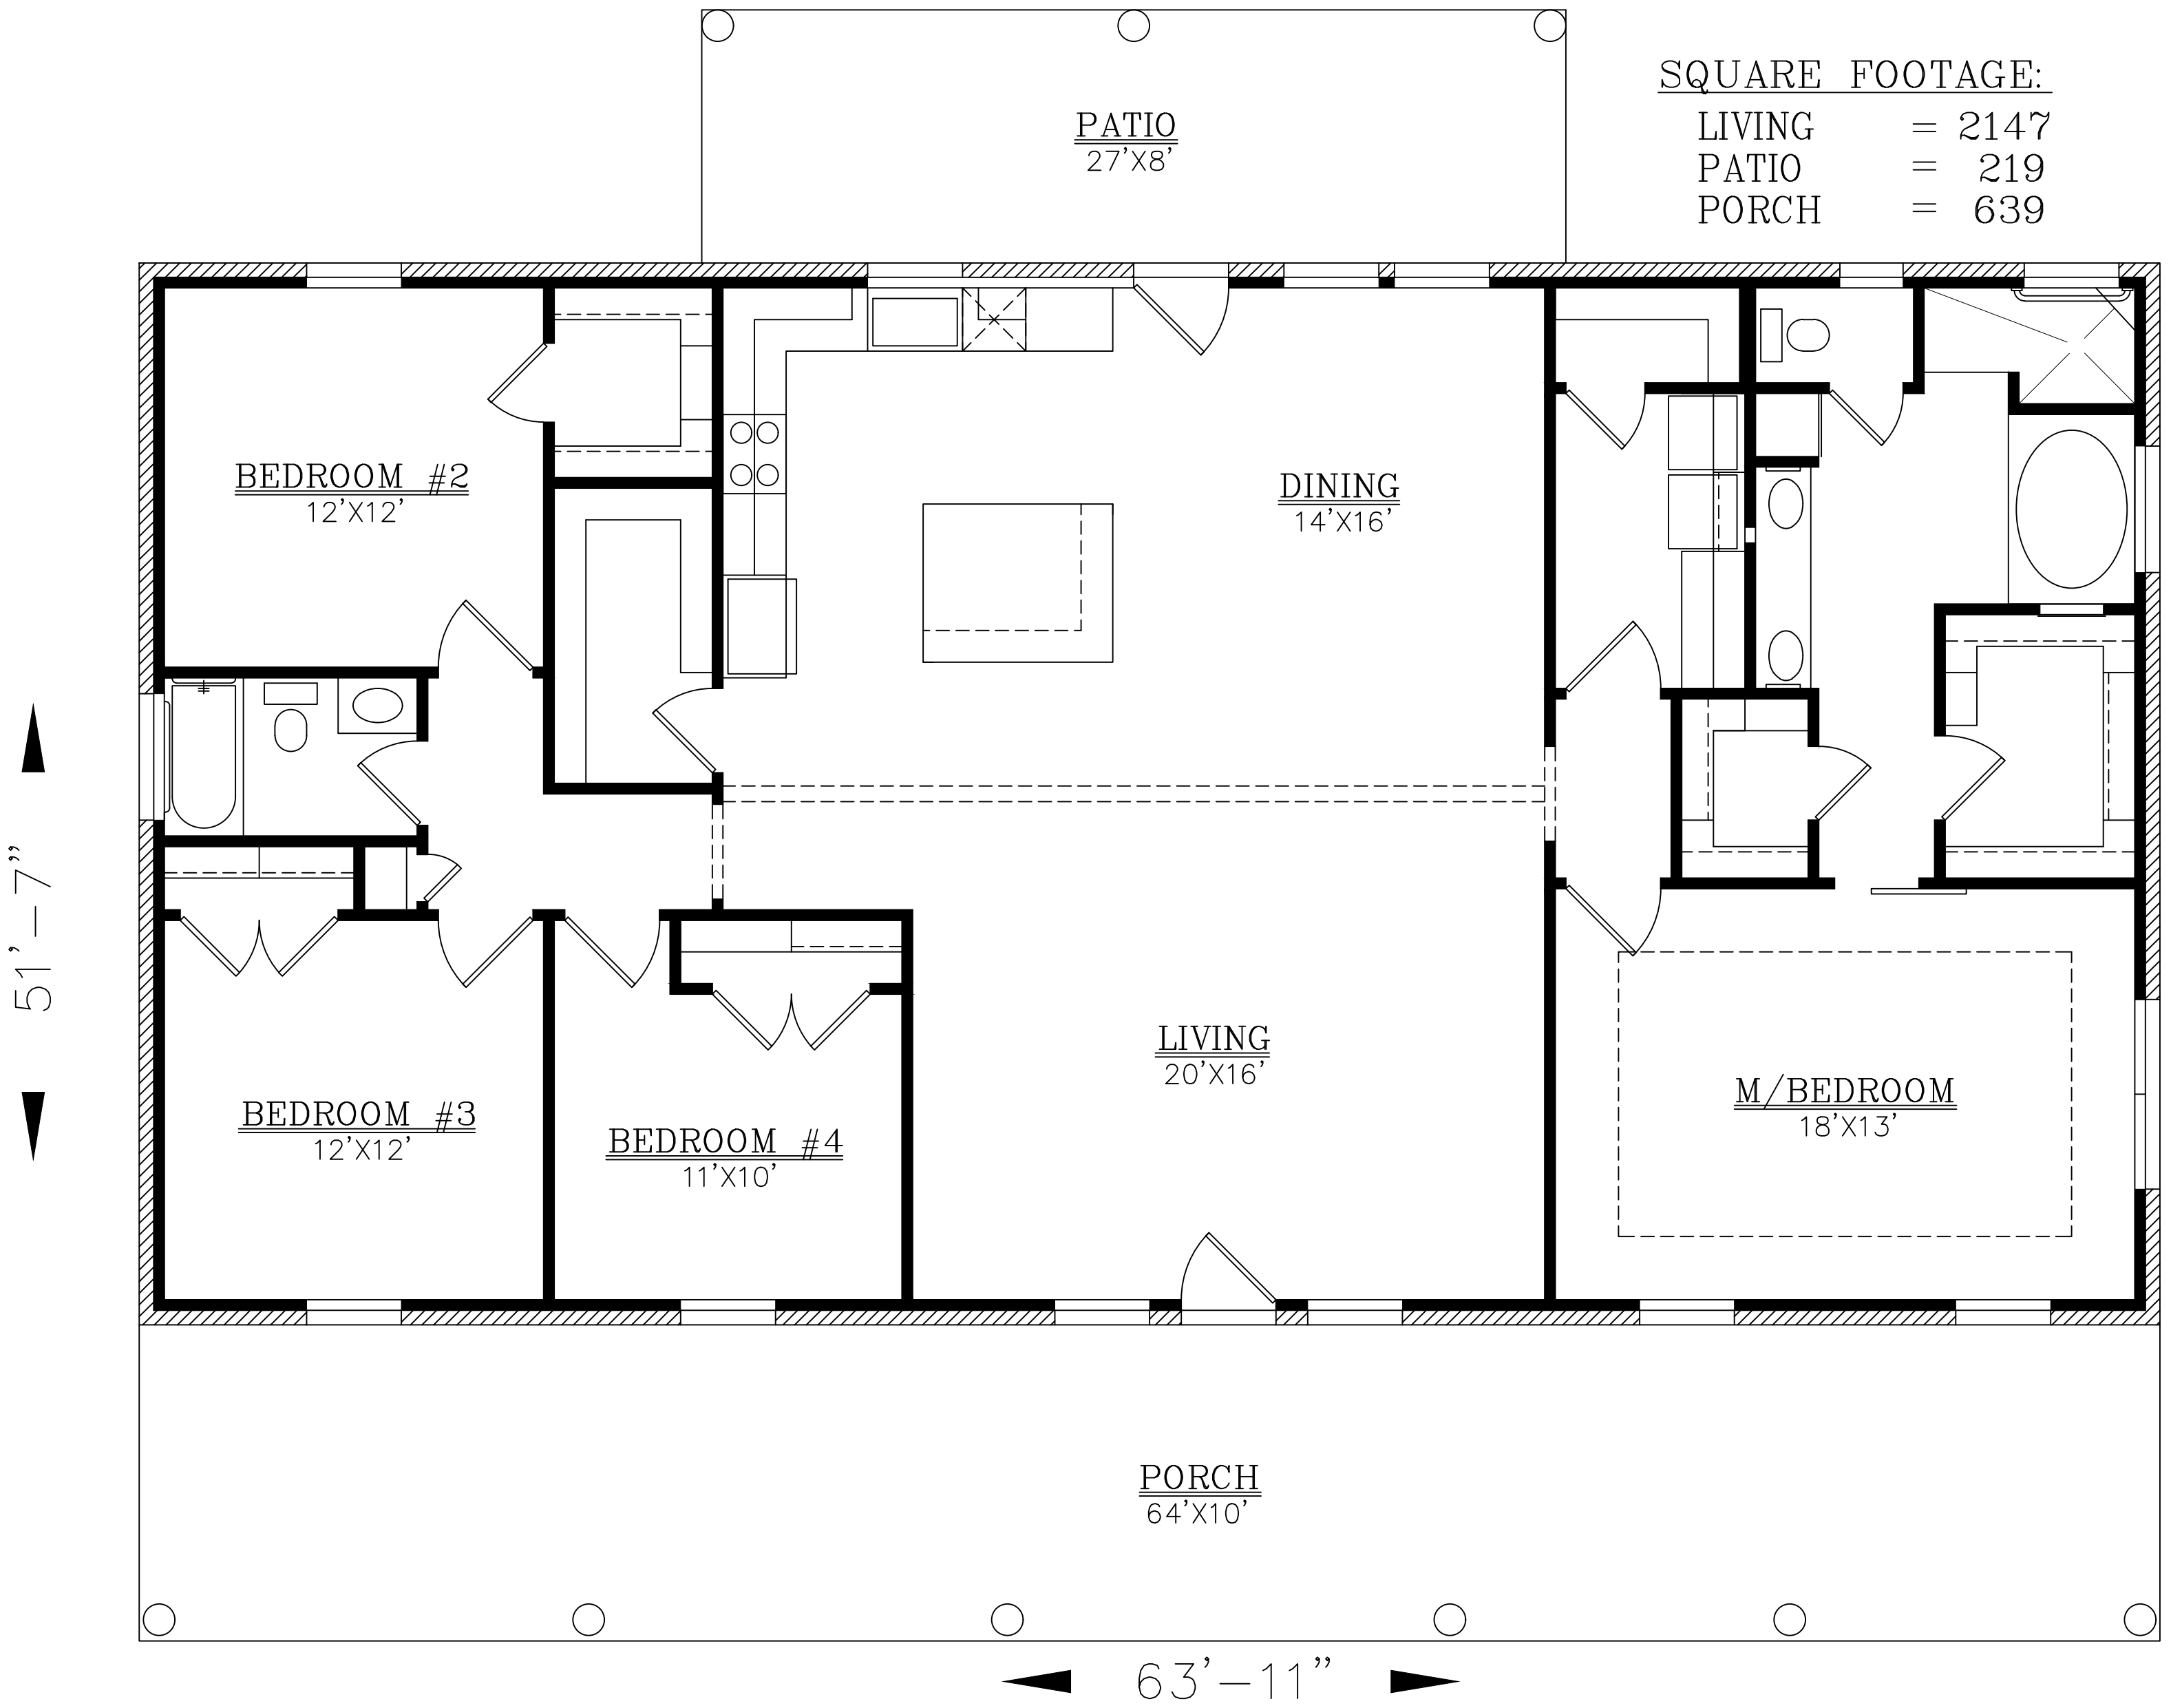 SQUARE FOOTAGE:
LIVING = 2147
PATIO = 219
PORCH = 639
PATIO
27'X8'
BEDROOM #2
12'X12'
DINING
14'X16'
51'-7"
LIVING
20'X16'
M/BEDROOM
18'X13'
BEDROOM #3
12'X12'
BEDROOM #4
11'X10'
PORCH
64'X10'
63'-11"